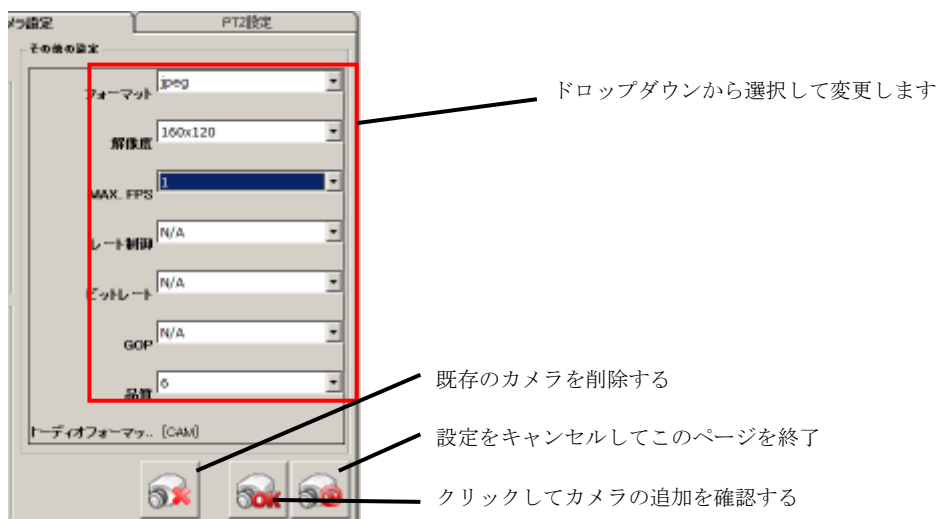 メラ設定
PTZ設定
その他の設定
フォーマット
jpeg
ドロップダウンから選択して変更します
解像度
160x120
MAX. FPS
1
レート制御
N/A
ビットレート
N/A
GOP
N/A
品質
6
既存のカメラを削除する
トーディオフォーマッ.. [CAM]
設定をキャンセルしてこのページを終了
OK
クリックしてカメラの追加を確認する